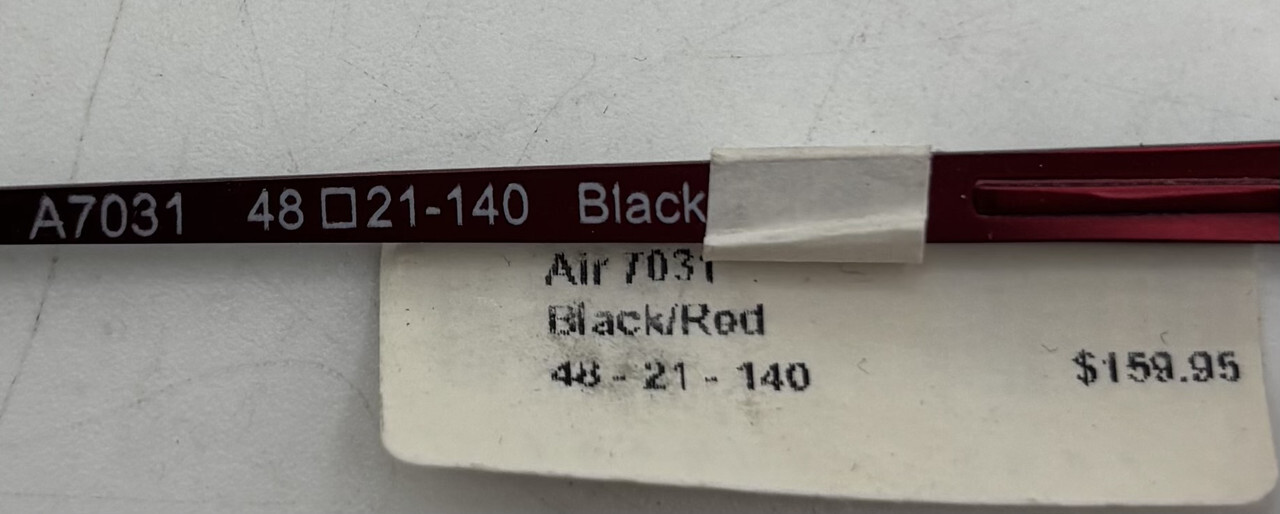 A7031 48□21-140 Black
Air 7031
Black/Red
48 - 21 - 140 $159.95